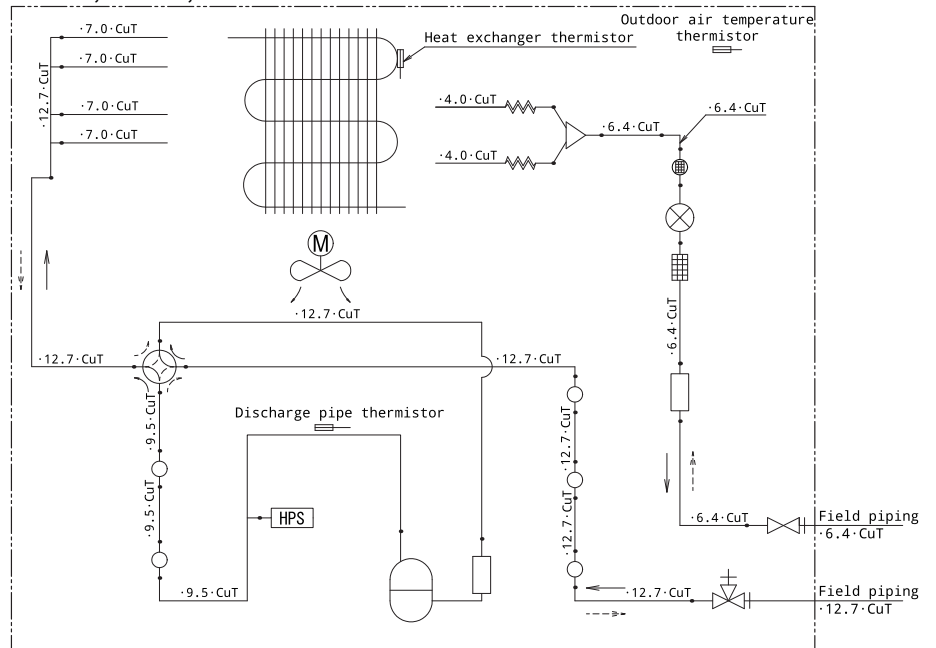 Outdoor air temperature
thermistor
·7.0·CuT
·7.0·CuT
·7.0·CuT
·7.0·CuT
·12.7·CuT
Heat exchanger thermistor
·4.0·CuT
·4.0·CuT
·6.4·CuT
·6.4·CuT
M
·12.7·CuT
·6.4·CuT
·12.7·CuT
·12.7·CuT
Discharge pipe thermistor
·9.5·CuT
·9.5·CuT
HPS
·9.5·CuT
·12.7·CuT
·12.7·CuT
·6.4·CuT
Field piping
·6.4·CuT
·12.7·CuT
Field piping
·12.7·CuT